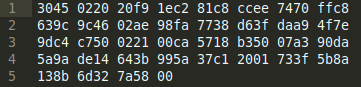 1 3045 0220 20f9 1ec2 81c8 ccee 7470 ffc8
2 639c 9c46 02ae 98fa 7738 d63f daa9 4f7e
3 9dc4 c750 0221 00ca 5718 b350 07a3 90da
4 5a9a de14 643b 995a 37c1 2001 733f 5b8a
5 138b 6d32 7a58 00